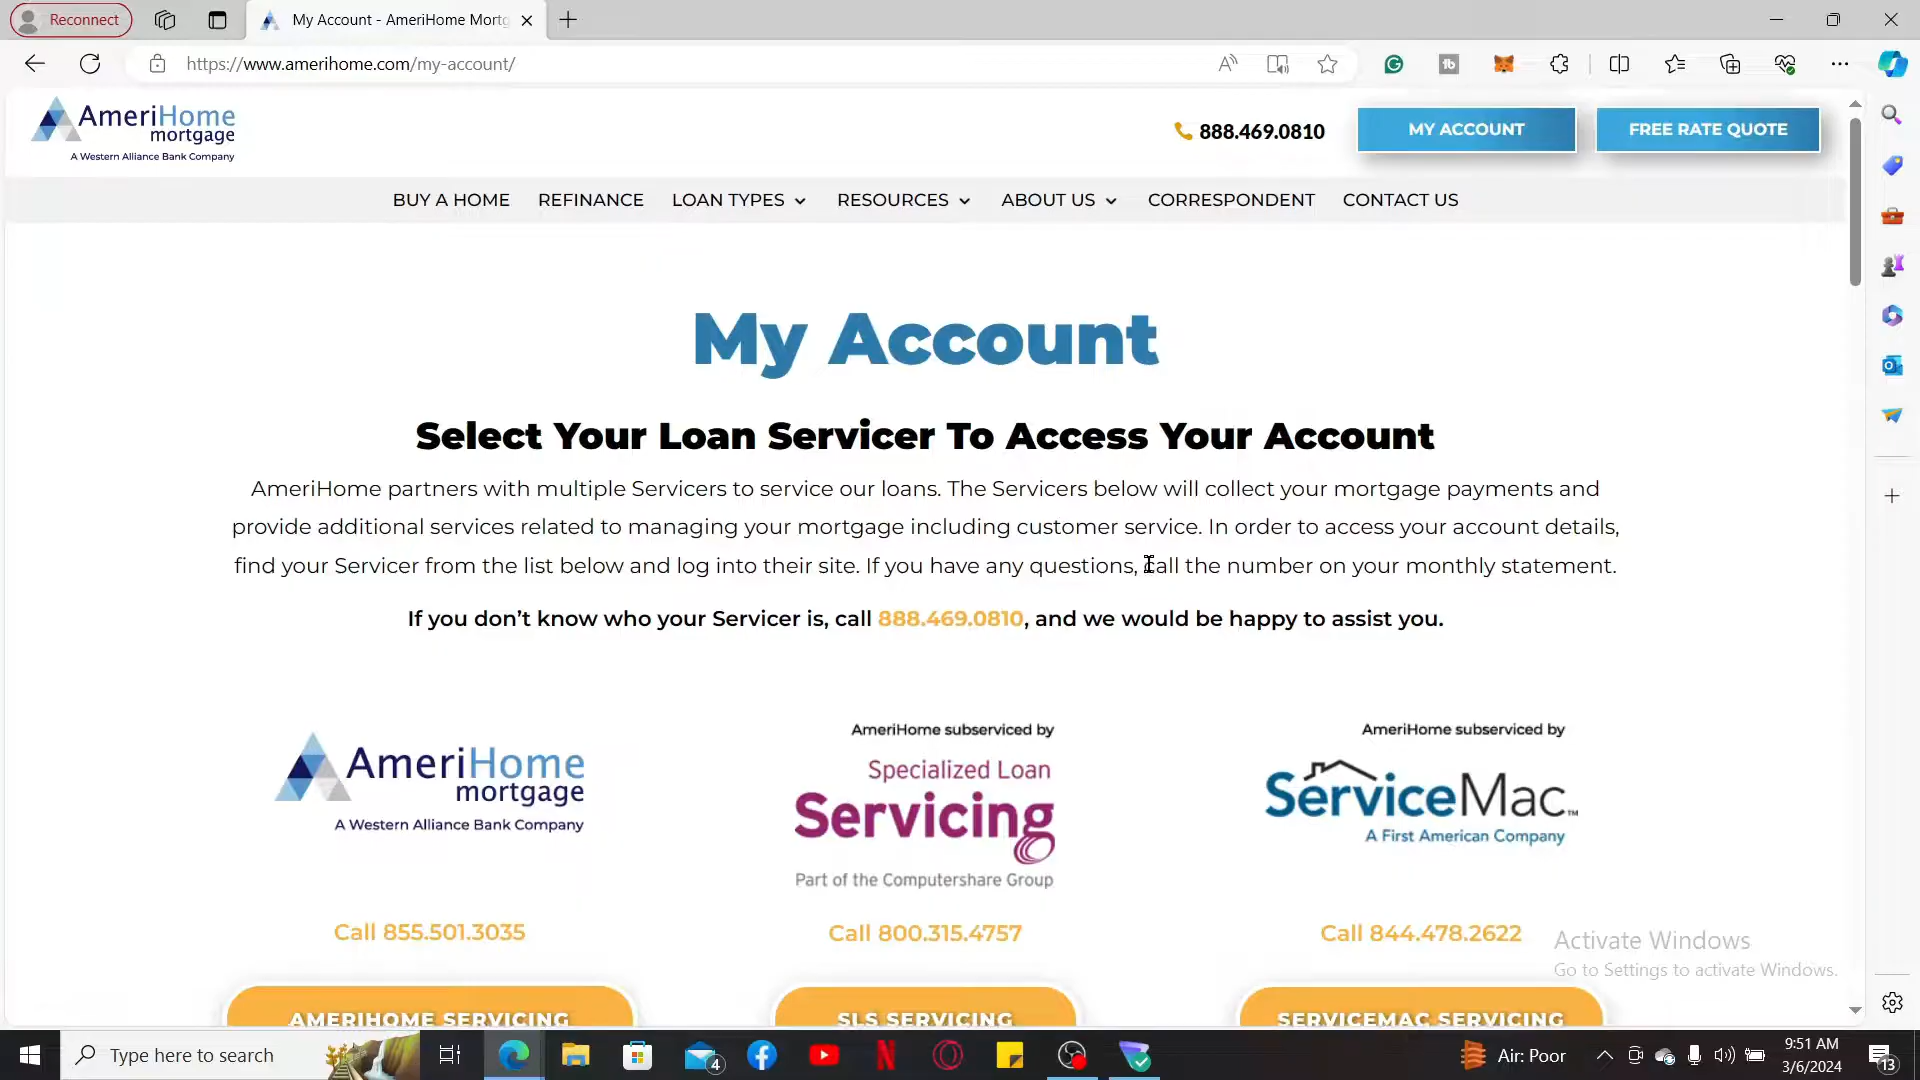 Reconnect
My Account - AmeriHome Mortg
https://www.amerihome.com/my-account/
AmeriHome
mortgage
A Western Alliance Bank Company
888.469.0810
MY ACCOUNT
FREE RATE QUOTE
BUY A HOME REFINANCE LOAN TYPES RESOURCES ABOUT US CORRESPONDENT CONTACT US
My Account
Select Your Loan Servicer To Access Your Account
AmeriHome partners with multiple Servicers to service our loans. The Servicers below will collect your mortgage payments and
provide additional services related to managing your mortgage including customer service. In order to access your account details,
find your Servicer from the list below and log into their site. If you have any questions, call the number on your monthly statement.
If you don’t know who your Servicer is, call 888.469.0810, and we would be happy to assist you.
AmeriHome
mortgage
A Western Alliance Bank Company
Call 855.501.3035
AMERIHOME SERVICING
AmeriHome subserviced by
Specialized Loan
Servicing
Part of the Computershare Group
Call 800.315.4757
SLS SERVICING
AmeriHome subserviced by
ServiceMac™
A First American Company
Call 844.478.2622
SERVICEMAC SERVICING
Activate Windows
Go to Settings to activate Windows.
Type here to search
4
Air: Poor
9:51 AM
3/6/2024
13